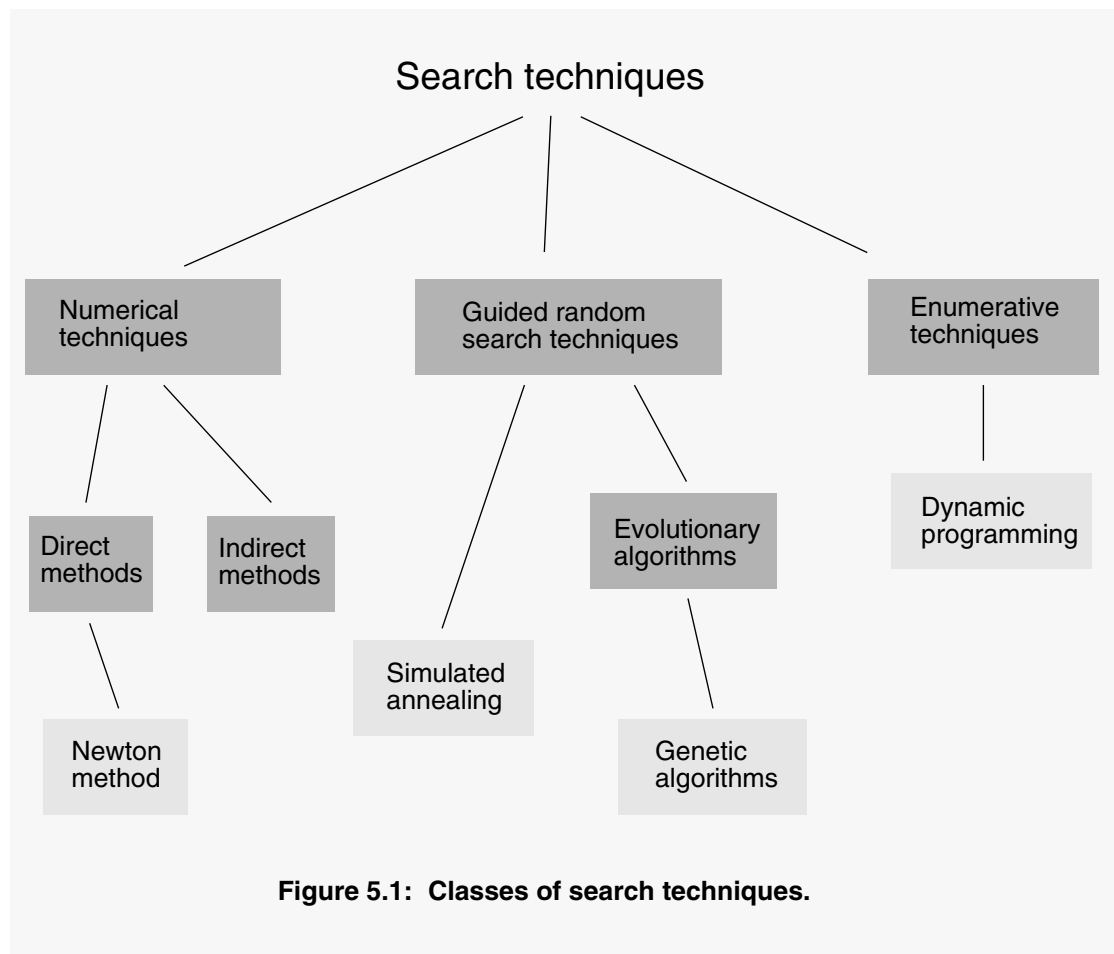 Search techniques
Numerical
techniques
Guided random
search techniques
Enumerative
techniques
Direct
methods
Indirect
methods
Evolutionary
algorithms
Dynamic
programming
Simulated
annealing
Newton
method
Genetic
algorithms
Figure 5.1: Classes of search techniques.